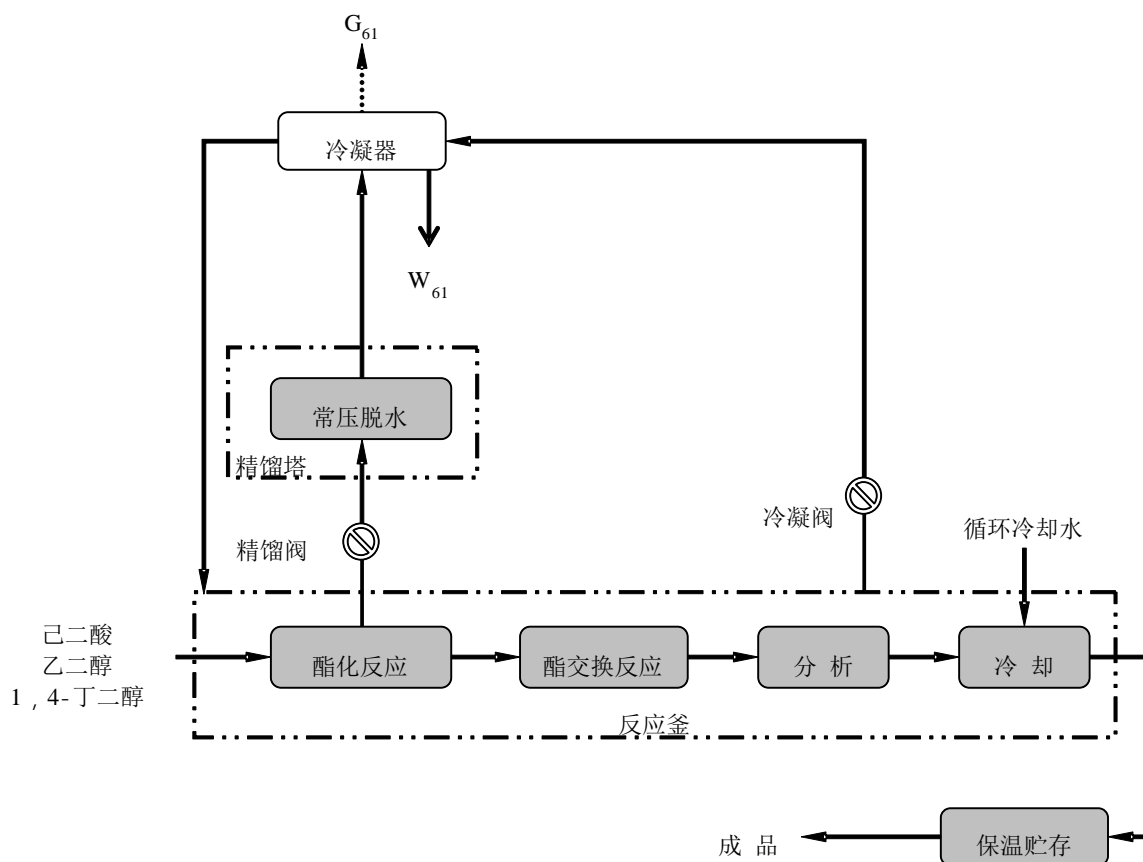 G61
冷凝器
W61
常压脱水
精馏塔
精馏阀
冷凝阀
循环冷却水
己二酸
乙二醇
1，4-丁二醇
酯化反应
酯交换反应
分 析
冷 却
反应釜
成 品
保温贮存